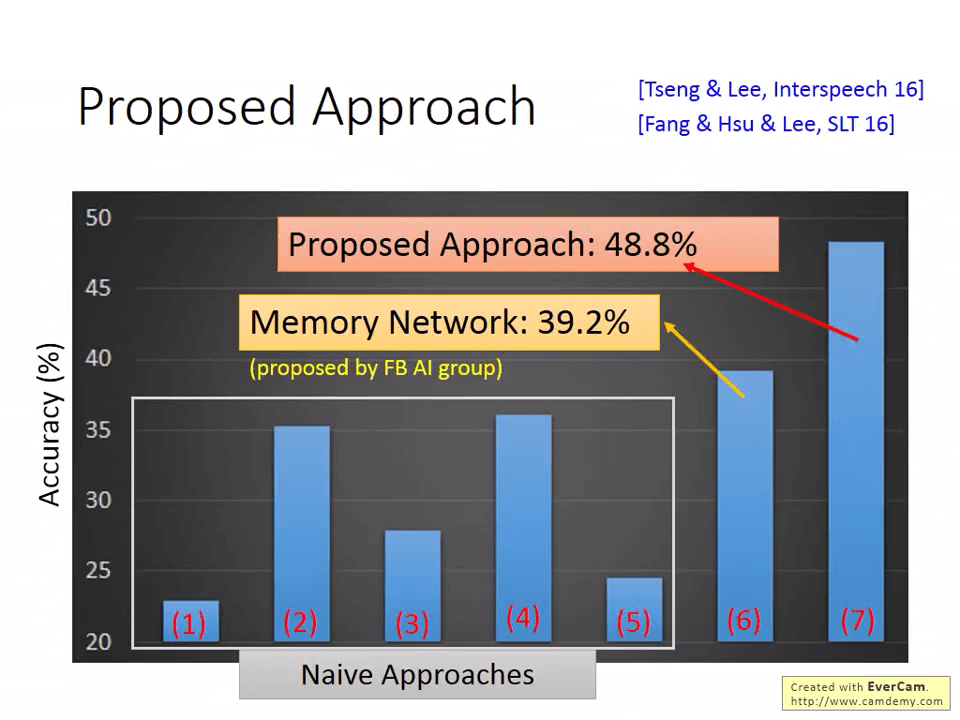 Proposed Approach
[Tseng & Lee, Interspeech 16]
[Fang & Hsu & Lee, SLT 16]
50
Proposed Approach: 48.8%
45
Memory Network: 39.2%
40
(proposed by FB AI group)
Accuracy (%)
35
30
25
20
(1)
(2)
(3)
(4)
(5)
(6)
(7)
Naive Approaches
Created with EverCam.
http://www.camdemy.com